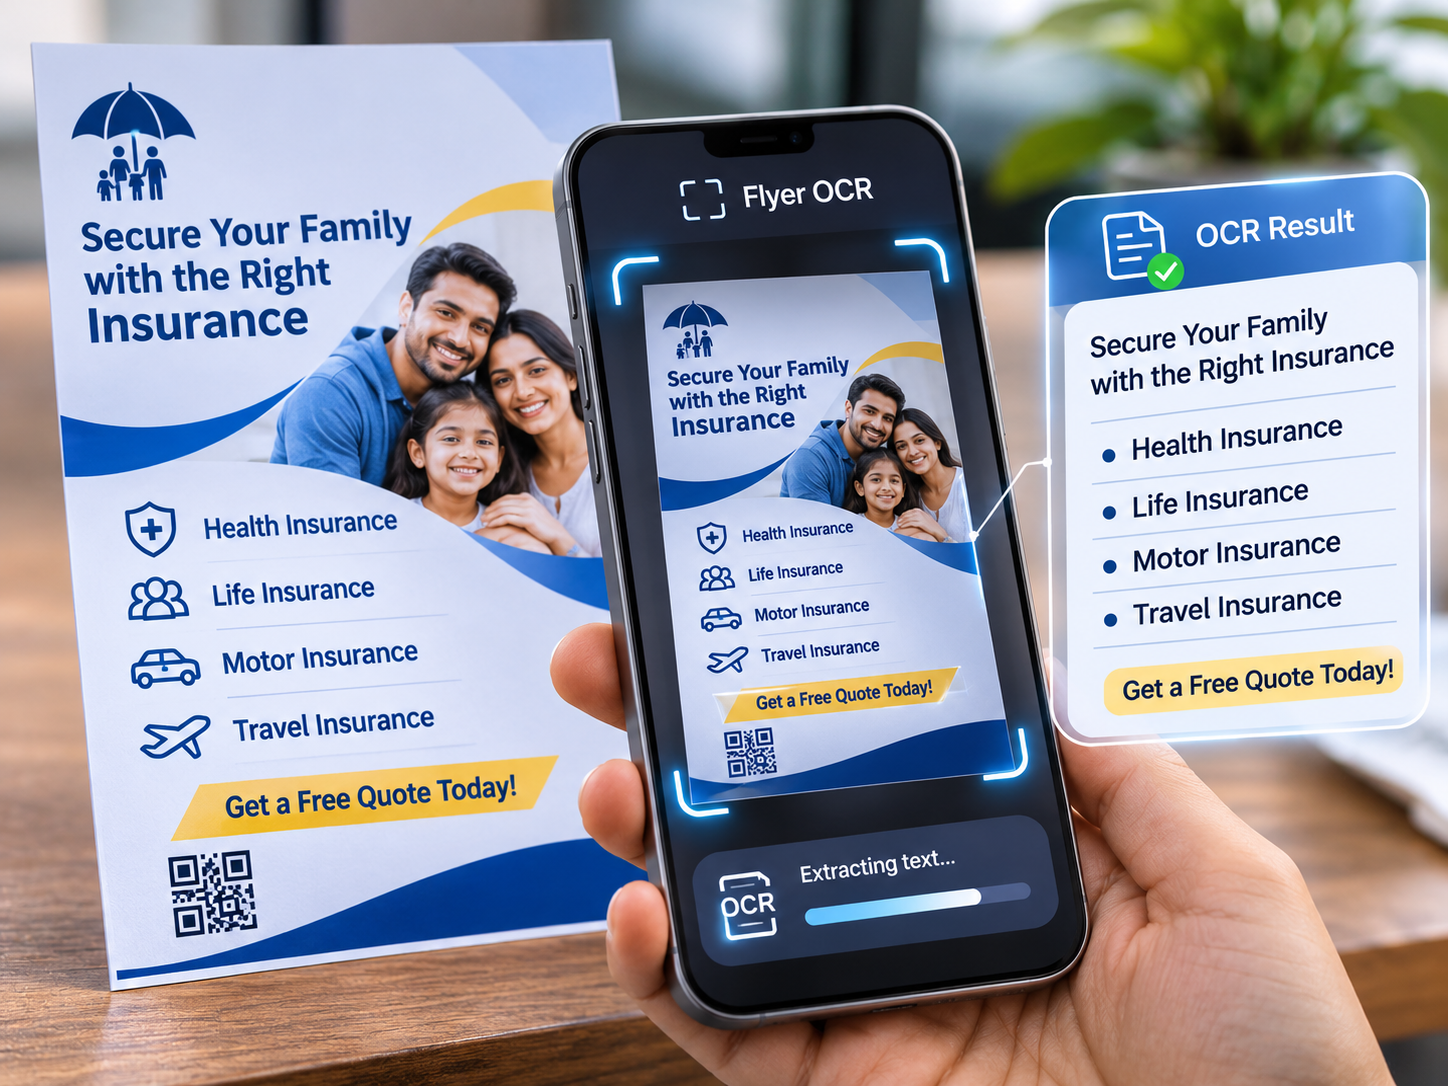 Secure Your Family
with the Right
Insurance
Health Insurance
Life Insurance
Motor Insurance
Travel Insurance
Get a Free Quote Today!
Flyer OCR
Secure Your Family
with the Right
Insurance
Health Insurance
Life Insurance
Motor Insurance
Travel Insurance
Get a Free Quote Today!
OCR
Extracting text...
OCR Result
Secure Your Family
with the Right Insurance
Health Insurance
Life Insurance
Motor Insurance
Travel Insurance
Get a Free Quote Today!